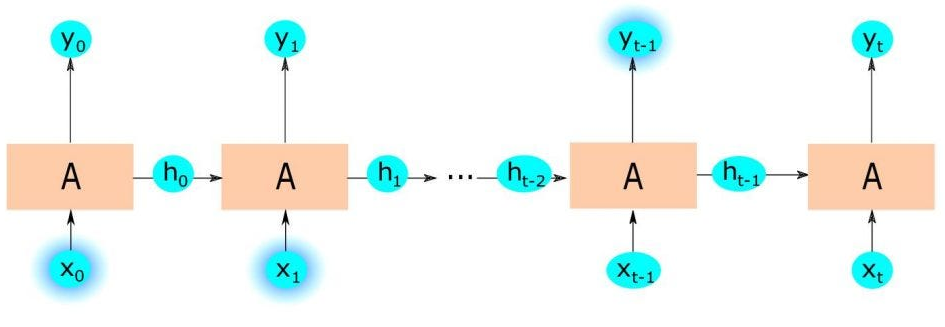 y0 y1 yt-1 yt
A h0 A h1 ... ht-2 A ht-1 A
x0 x1 xt-1 xt